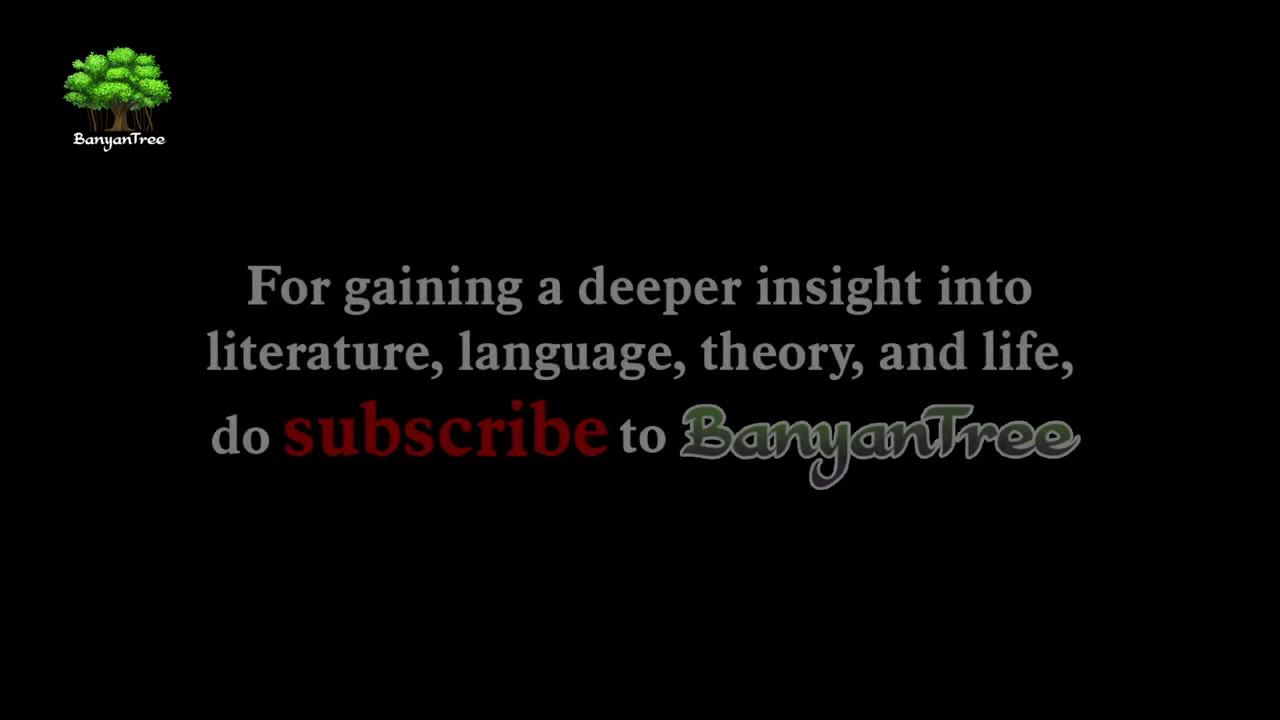 BanyanTree
For gaining a deeper insight into
literature, language, theory, and life,
do subscribe to BanyanTree